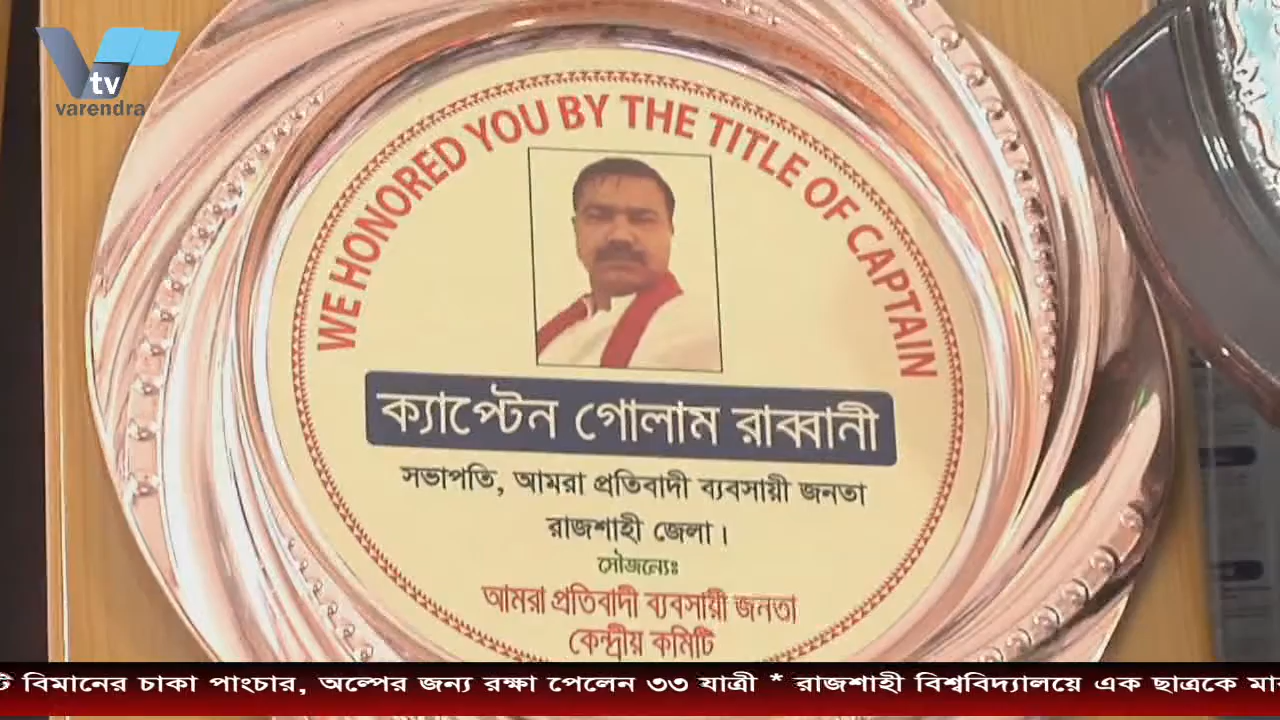 tv
varendra
WE HONORED YOU BY THE TITLE OF CAPTAIN
ক্যাপ্টেন গোলাম রাব্বানী
সভাপতি, আমরা প্রতিবাদী ব্যবসায়ী জনতা
রাজশাহী জেলা।
সৌজন্যেঃ
আমরা প্রতিবাদী ব্যবসায়ী জনতা
কেন্দ্রীয় কমিটি
বিমানের চাকা পাংচার, অল্পের জন্য রক্ষা পেলেন ৩৩ যাত্রী * রাজশাহী বিশ্ববিদ্যালয়ে এক ছাত্রকে